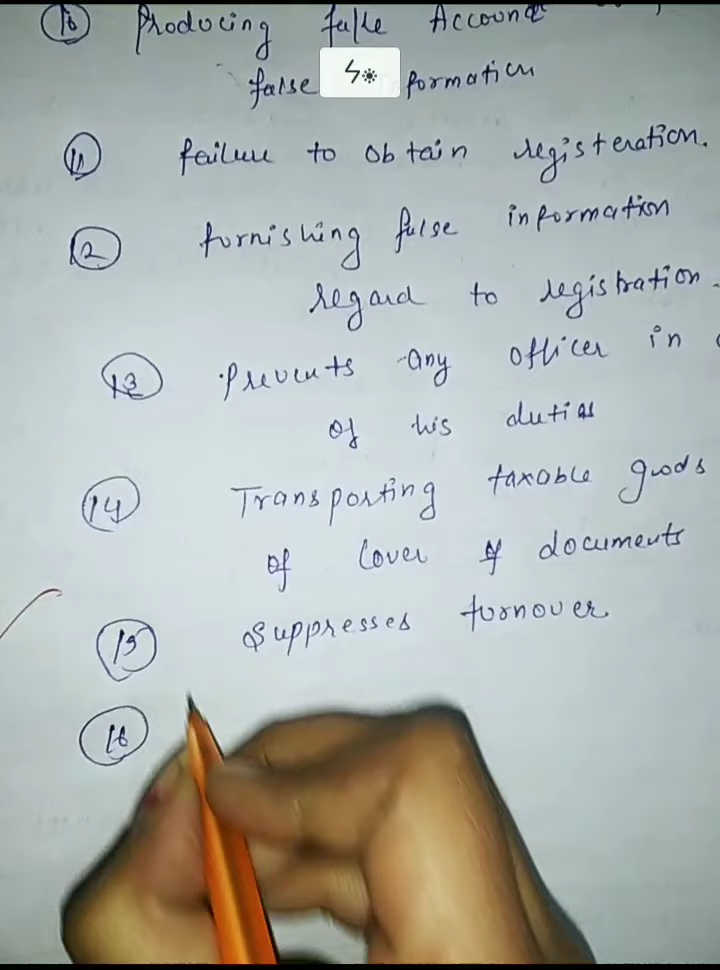 10 Producing false Account
false formation
11 failure to obtain registeration.
12 furnishing false information
regard to registration.
13 Prevents any officer in
of his duties
14 Transporting taxable goods
of Cover of documents
15 Suppresses turnover
16